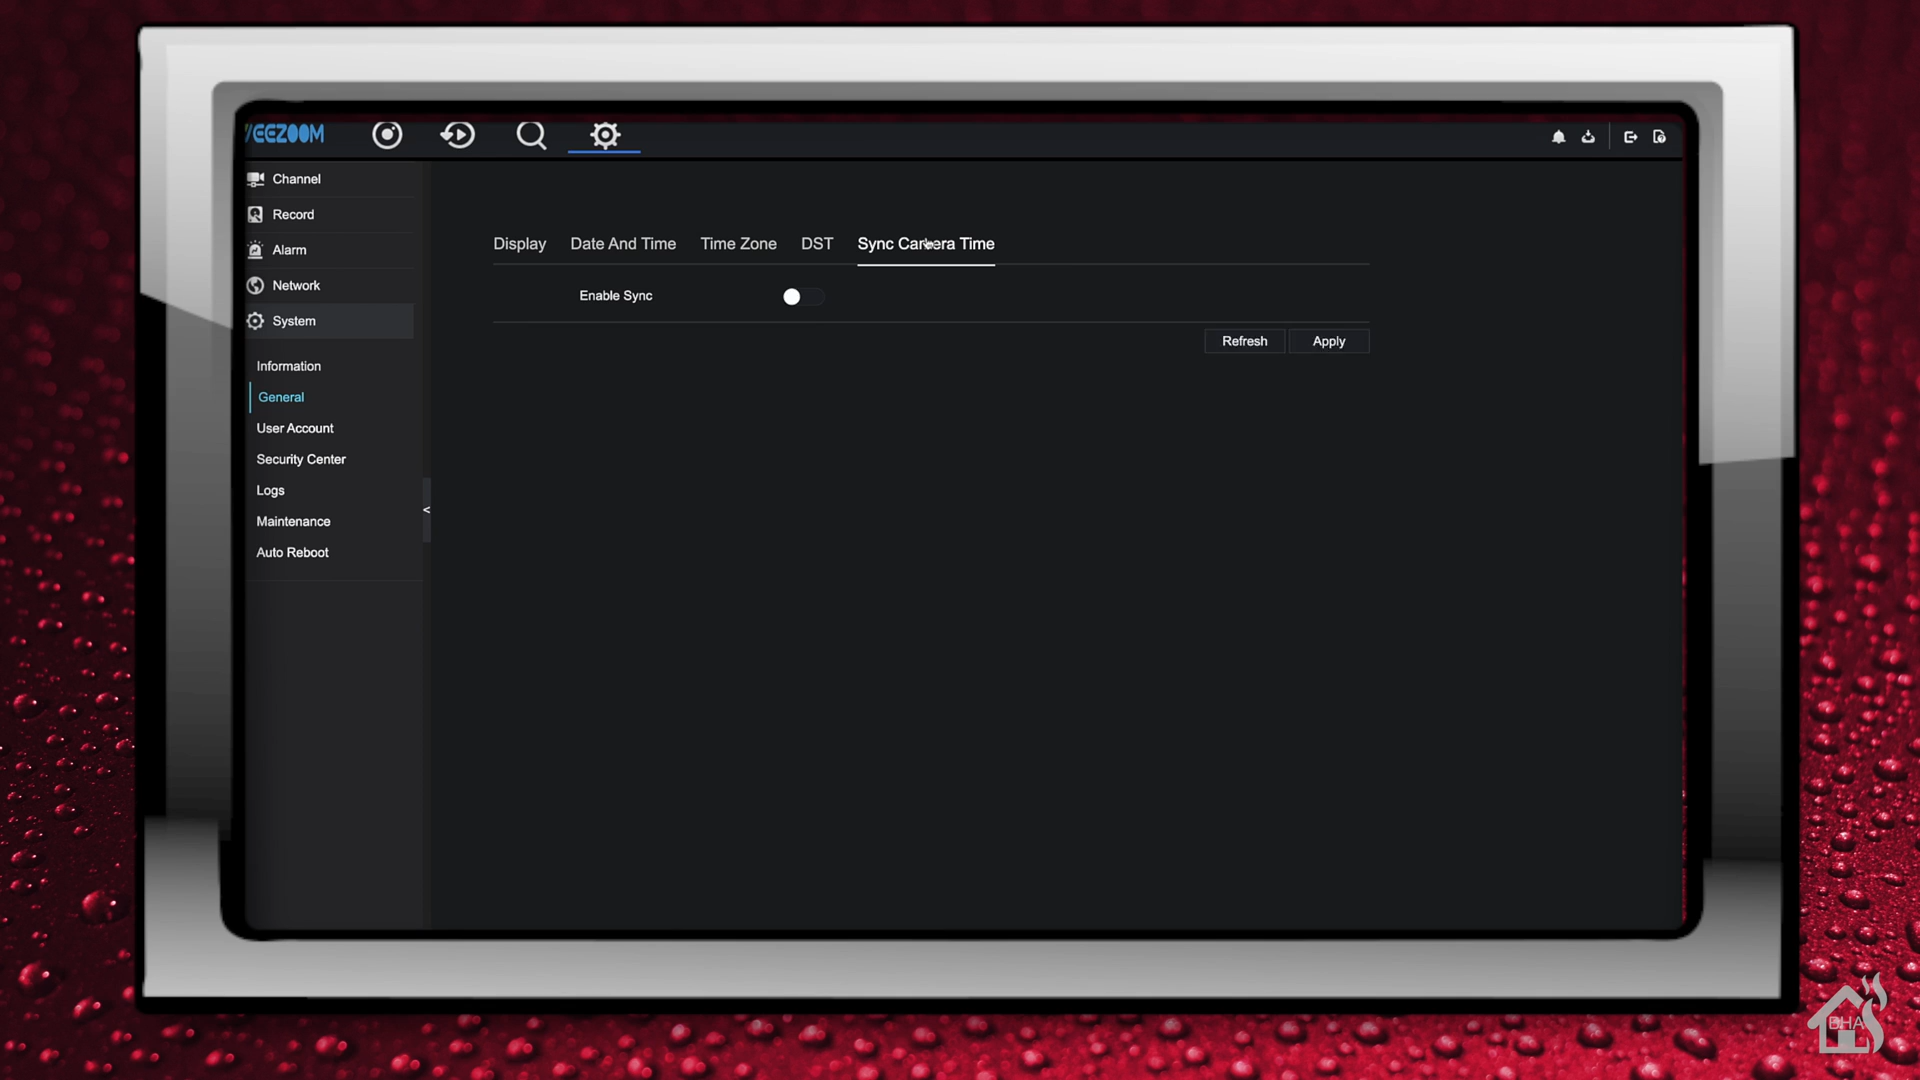 VEEZOOM
Channel
Record
Alarm
Network
System
Information
General
User Account
Security Center
Logs
Maintenance
Auto Reboot
<
Display Date And Time Time Zone DST Sync Camera Time
Enable Sync
Refresh Apply
DHA